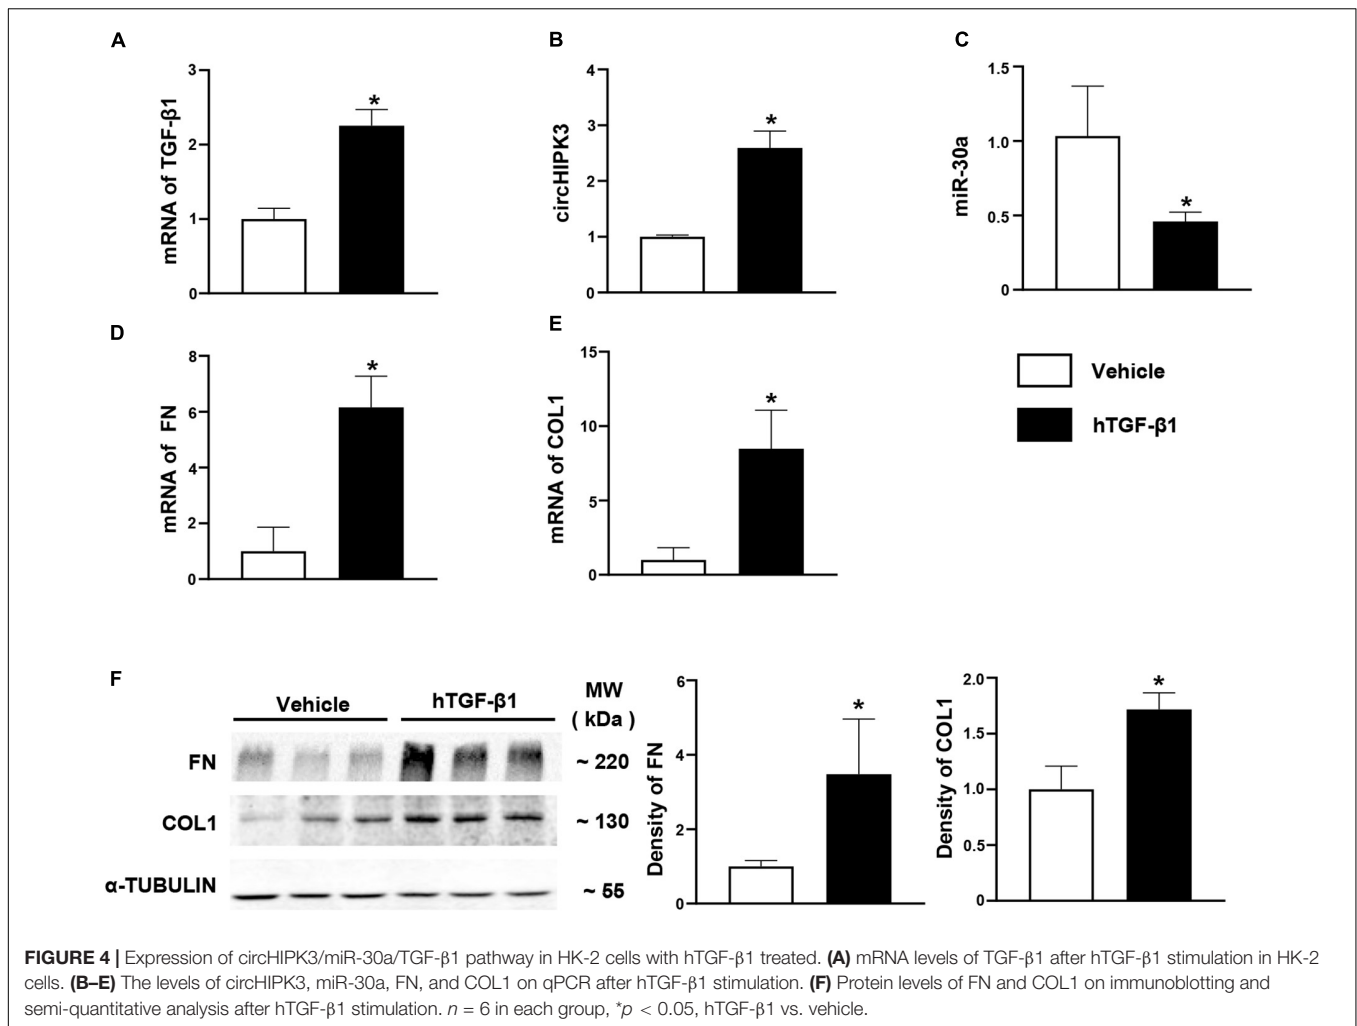 A
mRNA of TGF-β1
3
2
1
0
*
B
circHIPK3
4
3
2
1
0
*
C
miR-30a
1.5
1.0
0.5
0
*
D
mRNA of FN
8
6
4
2
0
*
E
mRNA of COL1
15
10
5
0
*
Vehicle
hTGF-β1
F
Vehicle
hTGF-β1
MW
( kDa )
FN
~ 220
COL1
~ 130
α-TUBULIN
~ 55
Density of FN
6
4
2
0
*
Density of COL1
2.0
1.5
1.0
0.5
0
*
FIGURE 4 | Expression of circHIPK3/miR-30a/TGF-β1 pathway in HK-2 cells with hTGF-β1 treated. (A) mRNA levels of TGF-β1 after hTGF-β1 stimulation in HK-2
cells. (B–E) The levels of circHIPK3, miR-30a, FN, and COL1 on qPCR after hTGF-β1 stimulation. (F) Protein levels of FN and COL1 on immunoblotting and
semi-quantitative analysis after hTGF-β1 stimulation. n = 6 in each group, *p < 0.05, hTGF-β1 vs. vehicle.